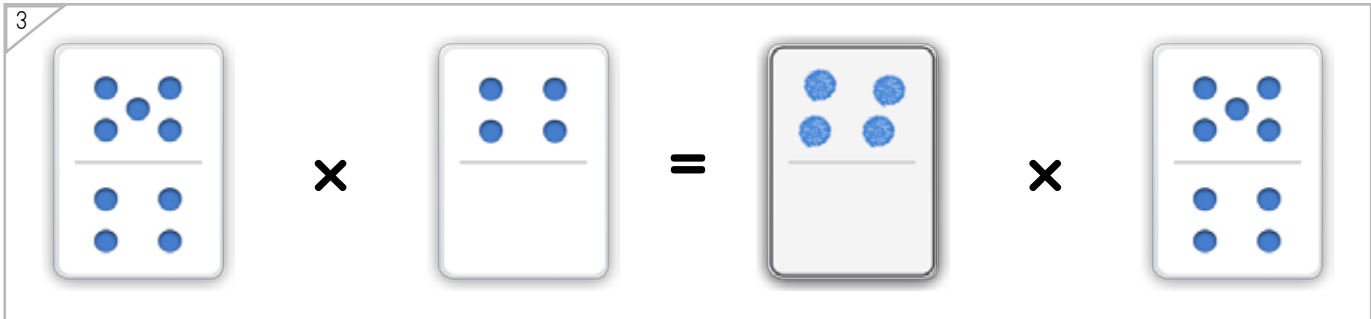 3
× = ×